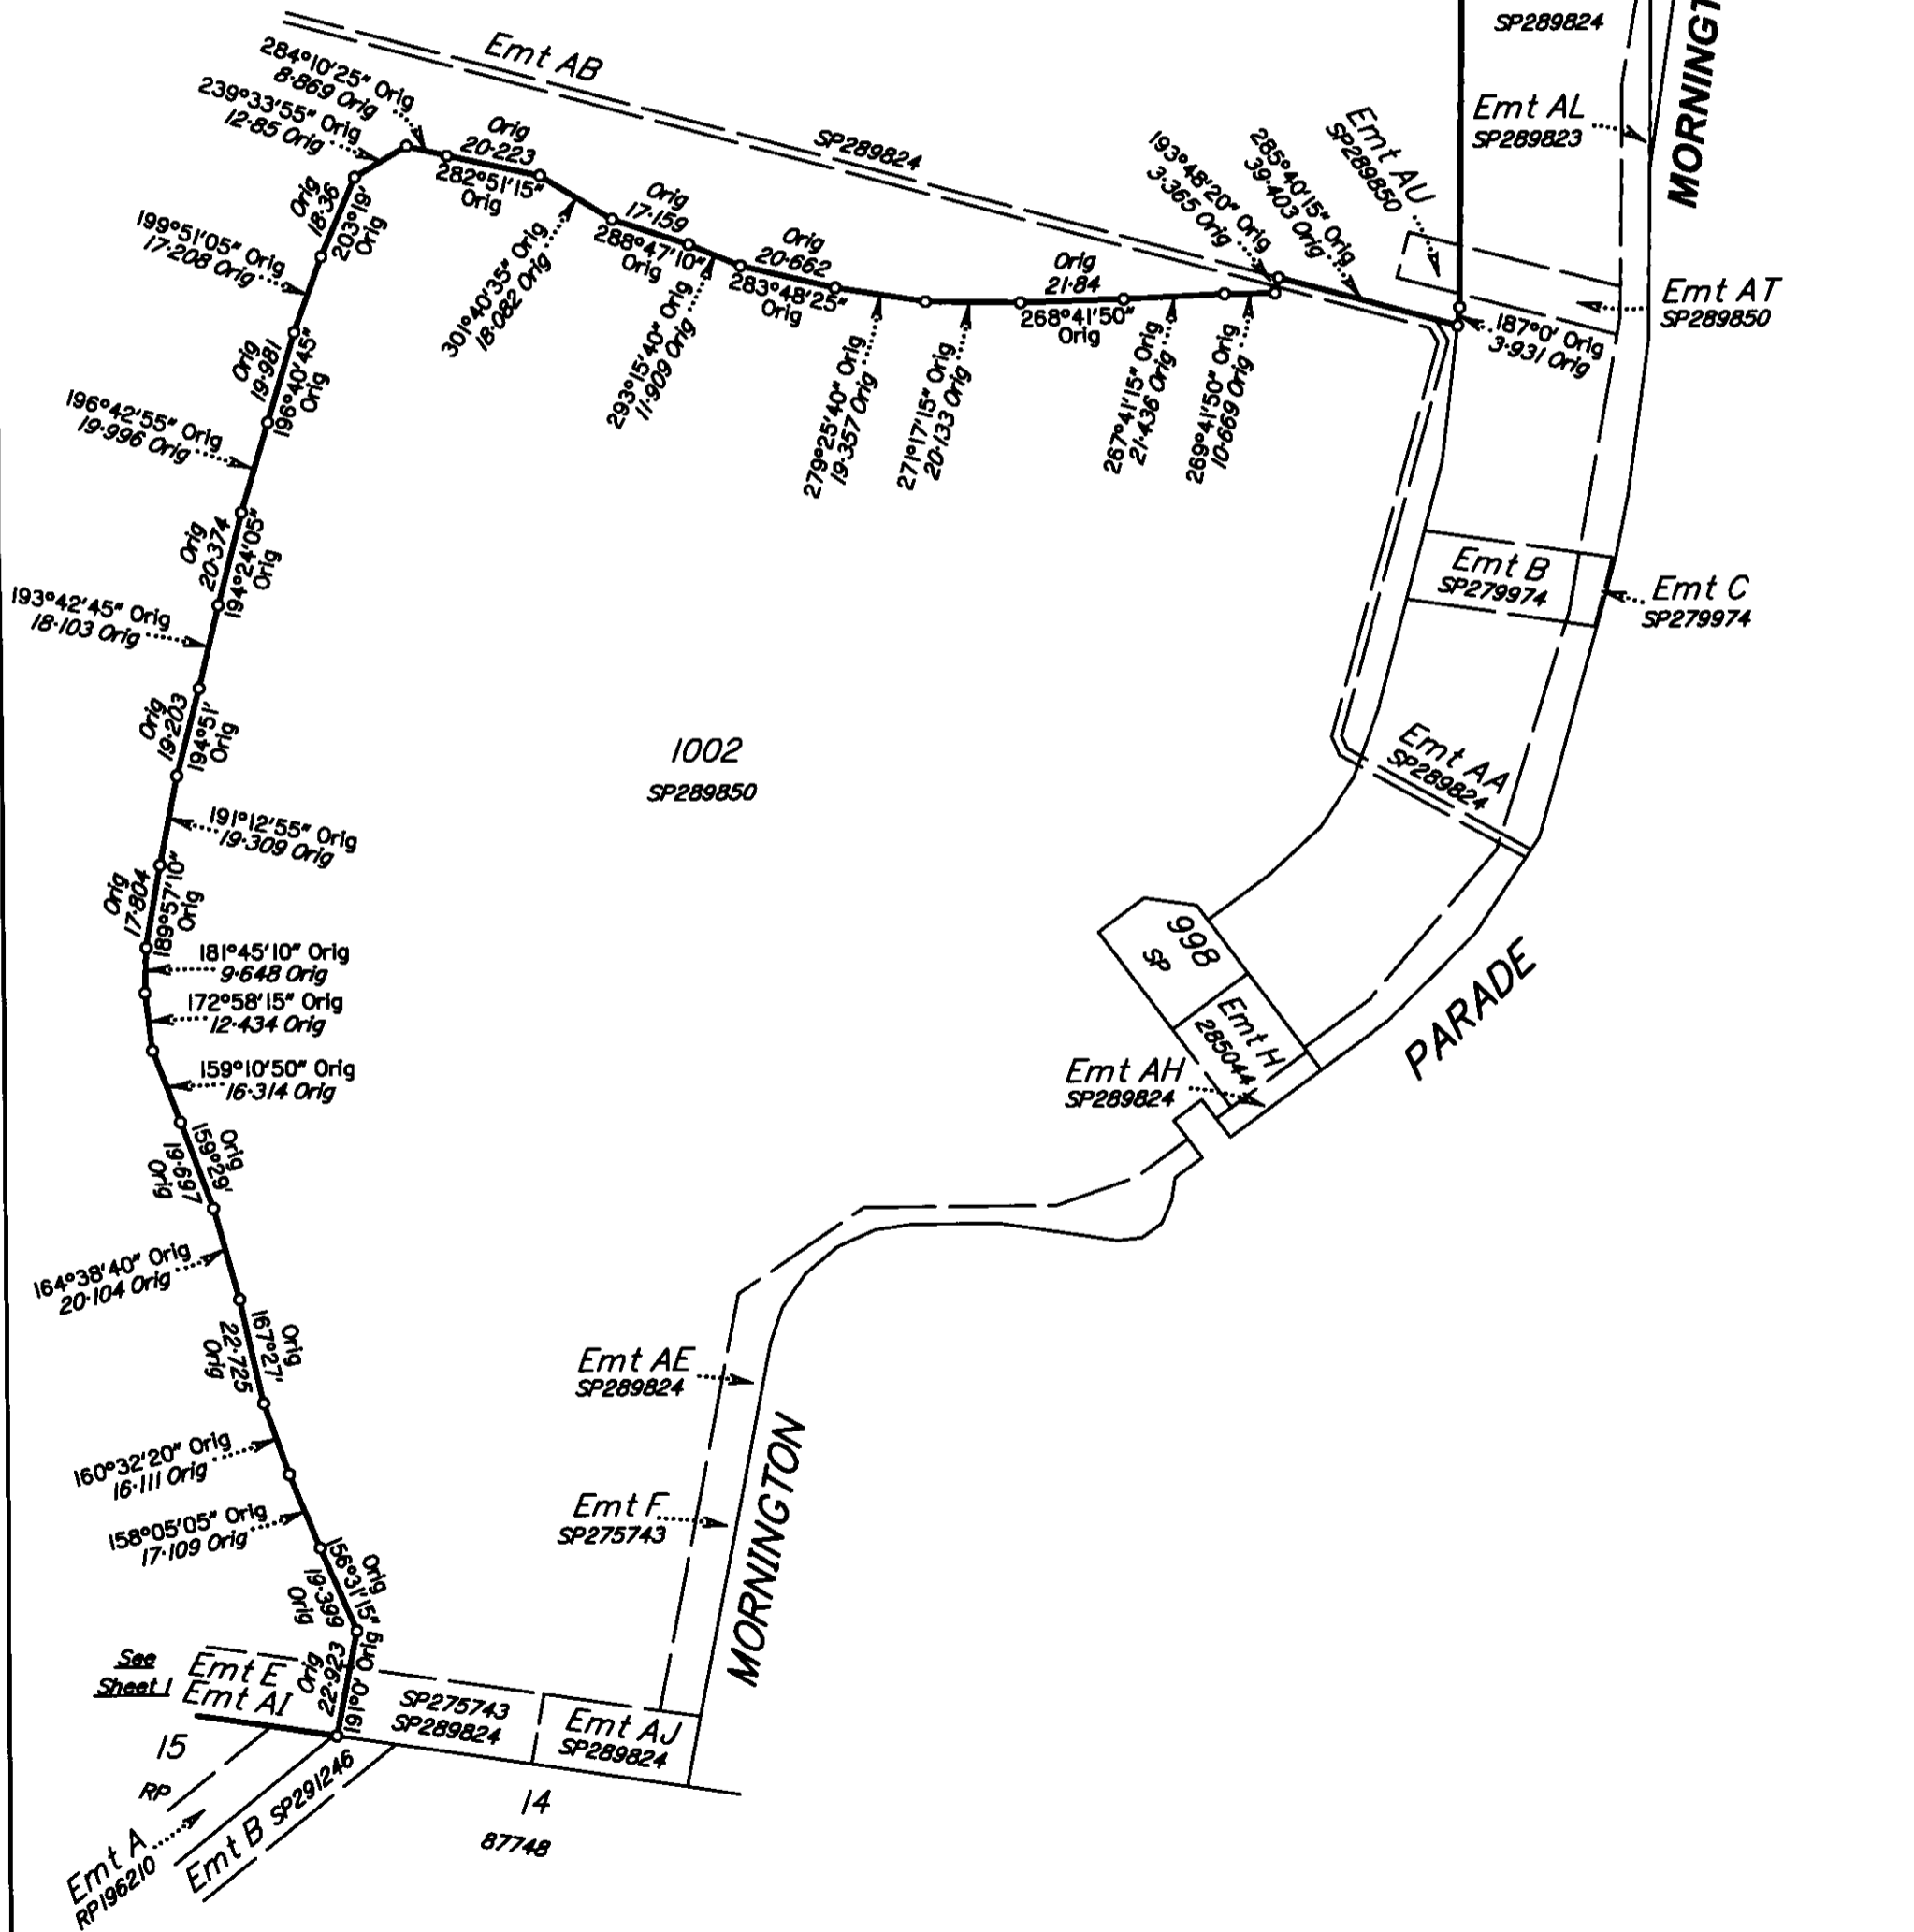 SP289824
MORNINGT
Emt AB
284°10'25" Orig
8·869 Orig
239°33'55" Orig
12·85 Orig
Orig
20·223
282°51'15"
Orig
SP289824
Emt AL
SP289823
Emt AU
SP289850
193°48'20" Orig
3·365 Orig
285°40'15" Orig
39·403 Orig
Orig
18·36
203°19'
Orig
Orig
17·159
288°47'10"
Orig
301°40'35" Orig
18·082 Orig
199°51'05" Orig
17·208 Orig
Orig
20·662
283°48'25"
Orig
293°15'40" Orig
11·909 Orig
Orig
21·84
268°41'50"
Orig
Emt AT
SP289850
187°0' Orig
3·931 Orig
279°25'40" Orig
19·357 Orig
271°17'15" Orig
20·133 Orig
267°41'15" Orig
21·436 Orig
269°41'50" Orig
10·669 Orig
Orig
19·981
196°40'45"
Orig
196°42'55" Orig
19·996 Orig
Orig
20·374
194°24'05"
Orig
Emt B
SP279974
Emt C
SP279974
193°42'45" Orig
18·103 Orig
Orig
19·203
194°51'
Orig
1002
SP289850
Emt AA
SP289824
191°12'55" Orig
19·309 Orig
Orig
17·804
189°57'10"
Orig
181°45'10" Orig
9·648 Orig
998
SP
PARADE
172°58'15" Orig
12·434 Orig
Emt H
285044
159°10'50" Orig
16·314 Orig
Emt AH
SP289824
Orig
159°29'
19·697
Orig
164°38'40" Orig
20·104 Orig
Orig
167°27'
22·725
Orig
Emt AE
SP289824
160°32'20" Orig
16·111 Orig
Emt F
SP275743
MORNINGTON
158°05'05" Orig
17·109 Orig
Orig
156°31'15"
19·399
Orig
See
Sheet 1
Emt E
Emt AI
Orig
22·923
191°0' Orig
SP275743
SP289824
Emt AJ
SP289824
15
RP
Emt A
RP196210
Emt B SP291246
14
87748